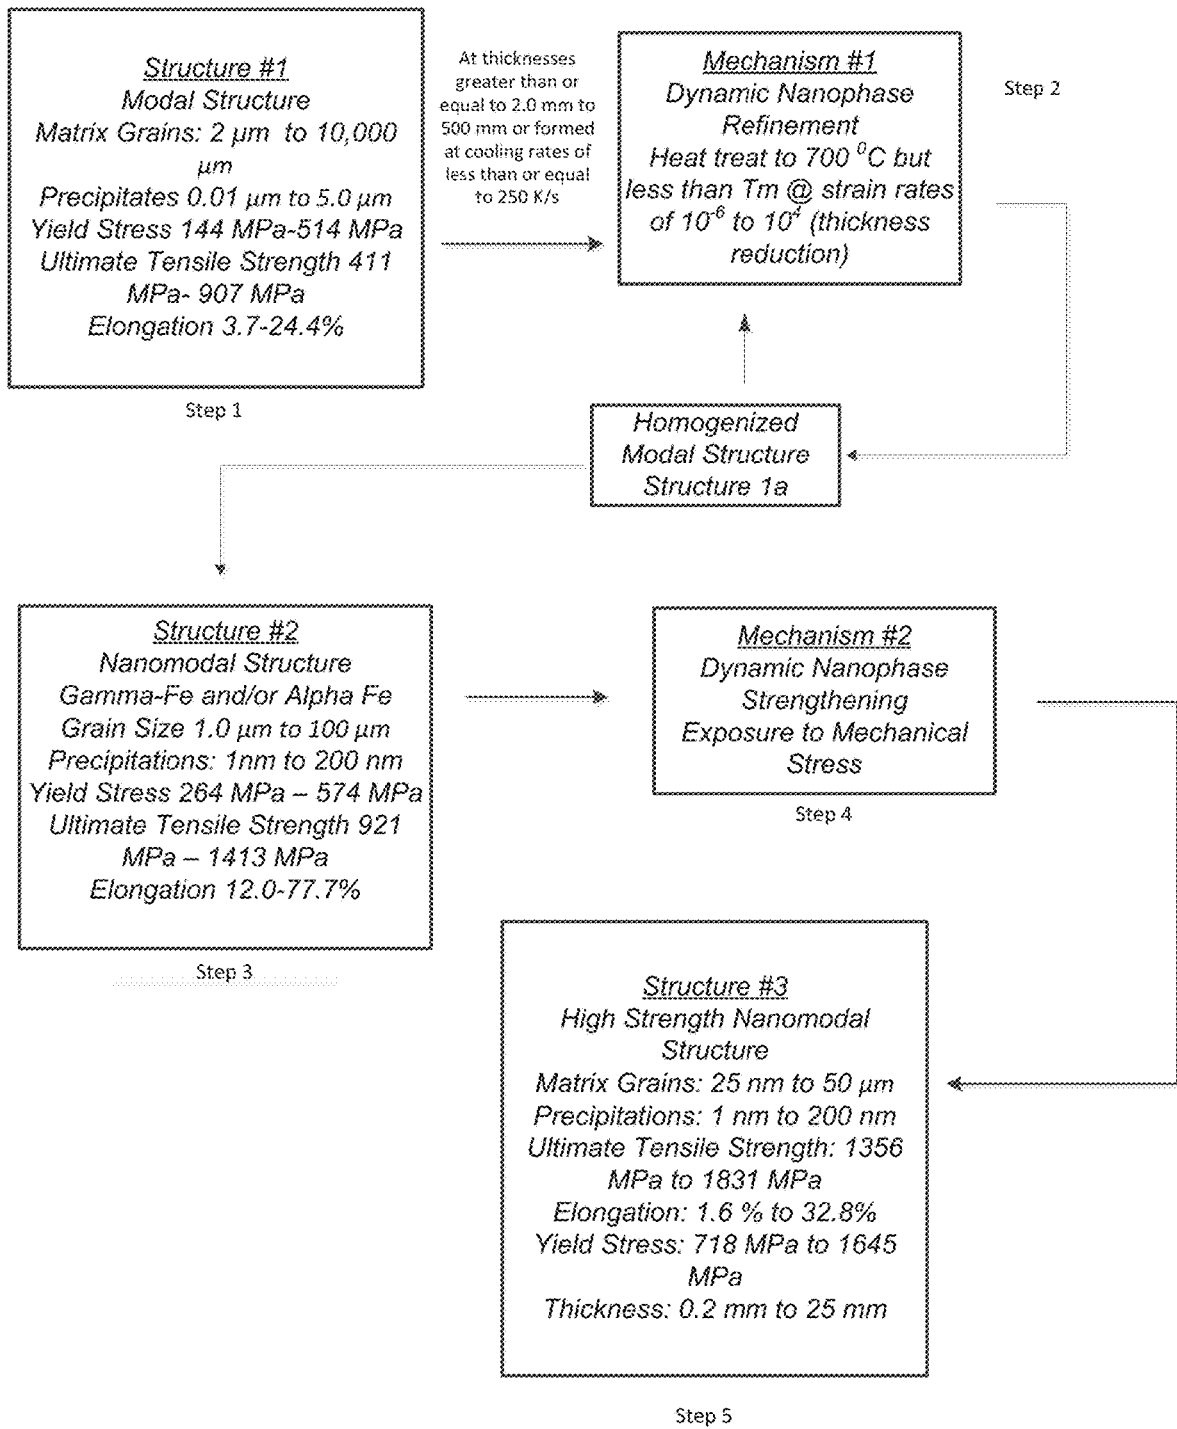 Structure #1
Modal Structure
Matrix Grains: 2 µm to 10,000
µm
Precipitates 0.01 µm to 5.0 µm
Yield Stress 144 MPa-514 MPa
Ultimate Tensile Strength 411
MPa- 907 MPa
Elongation 3.7-24.4%
Step 1
At thicknesses
greater than or
equal to 2.0 mm to
500 mm or formed
at cooling rates of
less than or equal
to 250 K/s
Mechanism #1
Dynamic Nanophase
Refinement
Heat treat to 700 ⁰C but
less than Tm @ strain rates
of 10⁻⁶ to 10⁴ (thickness
reduction)
Step 2
Homogenized
Modal Structure
Structure 1a
Structure #2
Nanomodal Structure
Gamma-Fe and/or Alpha Fe
Grain Size 1.0 µm to 100 µm
Precipitations: 1nm to 200 nm
Yield Stress 264 MPa – 574 MPa
Ultimate Tensile Strength 921
MPa – 1413 MPa
Elongation 12.0-77.7%
Step 3
Mechanism #2
Dynamic Nanophase
Strengthening
Exposure to Mechanical
Stress
Step 4
Structure #3
High Strength Nanomodal
Structure
Matrix Grains: 25 nm to 50 µm
Precipitations: 1 nm to 200 nm
Ultimate Tensile Strength: 1356
MPa to 1831 MPa
Elongation: 1.6 % to 32.8%
Yield Stress: 718 MPa to 1645
MPa
Thickness: 0.2 mm to 25 mm
Step 5